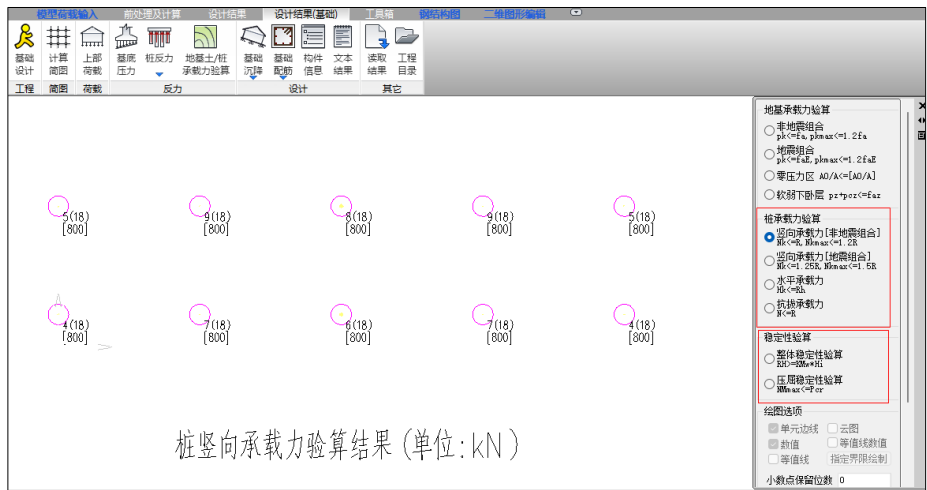 模型荷载输入 前处理及计算 设计结果 设计结果(基础) 工具箱 钢结构图 二维图形编辑
基础 计算 上部 基底 桩反力 地基土/桩 基础 基础 构件 文本 读取 工程
设计 简图 荷载 压力 承载力验算 沉降 配筋 信息 结果 结果 目录
工程 简图 荷载 反力 设计 其它
5(18) 9(18) 8(18) 9(18) 5(18)
[800] [800] [800] [800] [800]
4(18) 7(18) 6(18) 7(18) 4(18)
[800] [800] [800] [800] [800]
桩竖向承载力验算结果(单位:kN)
地基承载力验算
非地震组合
pk<=fa,pkmax<=1.2fa
地震组合
pk<=faE,pkmax<=1.2faE
零压力区 A0/A<=[A0/A]
软弱下卧层 pz+pcz<=faz
桩承载力验算
竖向承载力[非地震组合]
Nk<=R,Nkmax<=1.2R
竖向承载力[地震组合]
Nk<=1.25R,Nkmax<=1.5R
水平承载力
Hk<=Rh
抗拔承载力
N<=R
稳定性验算
整体稳定性验算
RH>=KMw*Hi
压屈稳定性验算
NMmax<=Pcr
绘图选项
单元边线 云图
数值 等值线数值
等值线 指定界限绘制
小数点保留位数 0